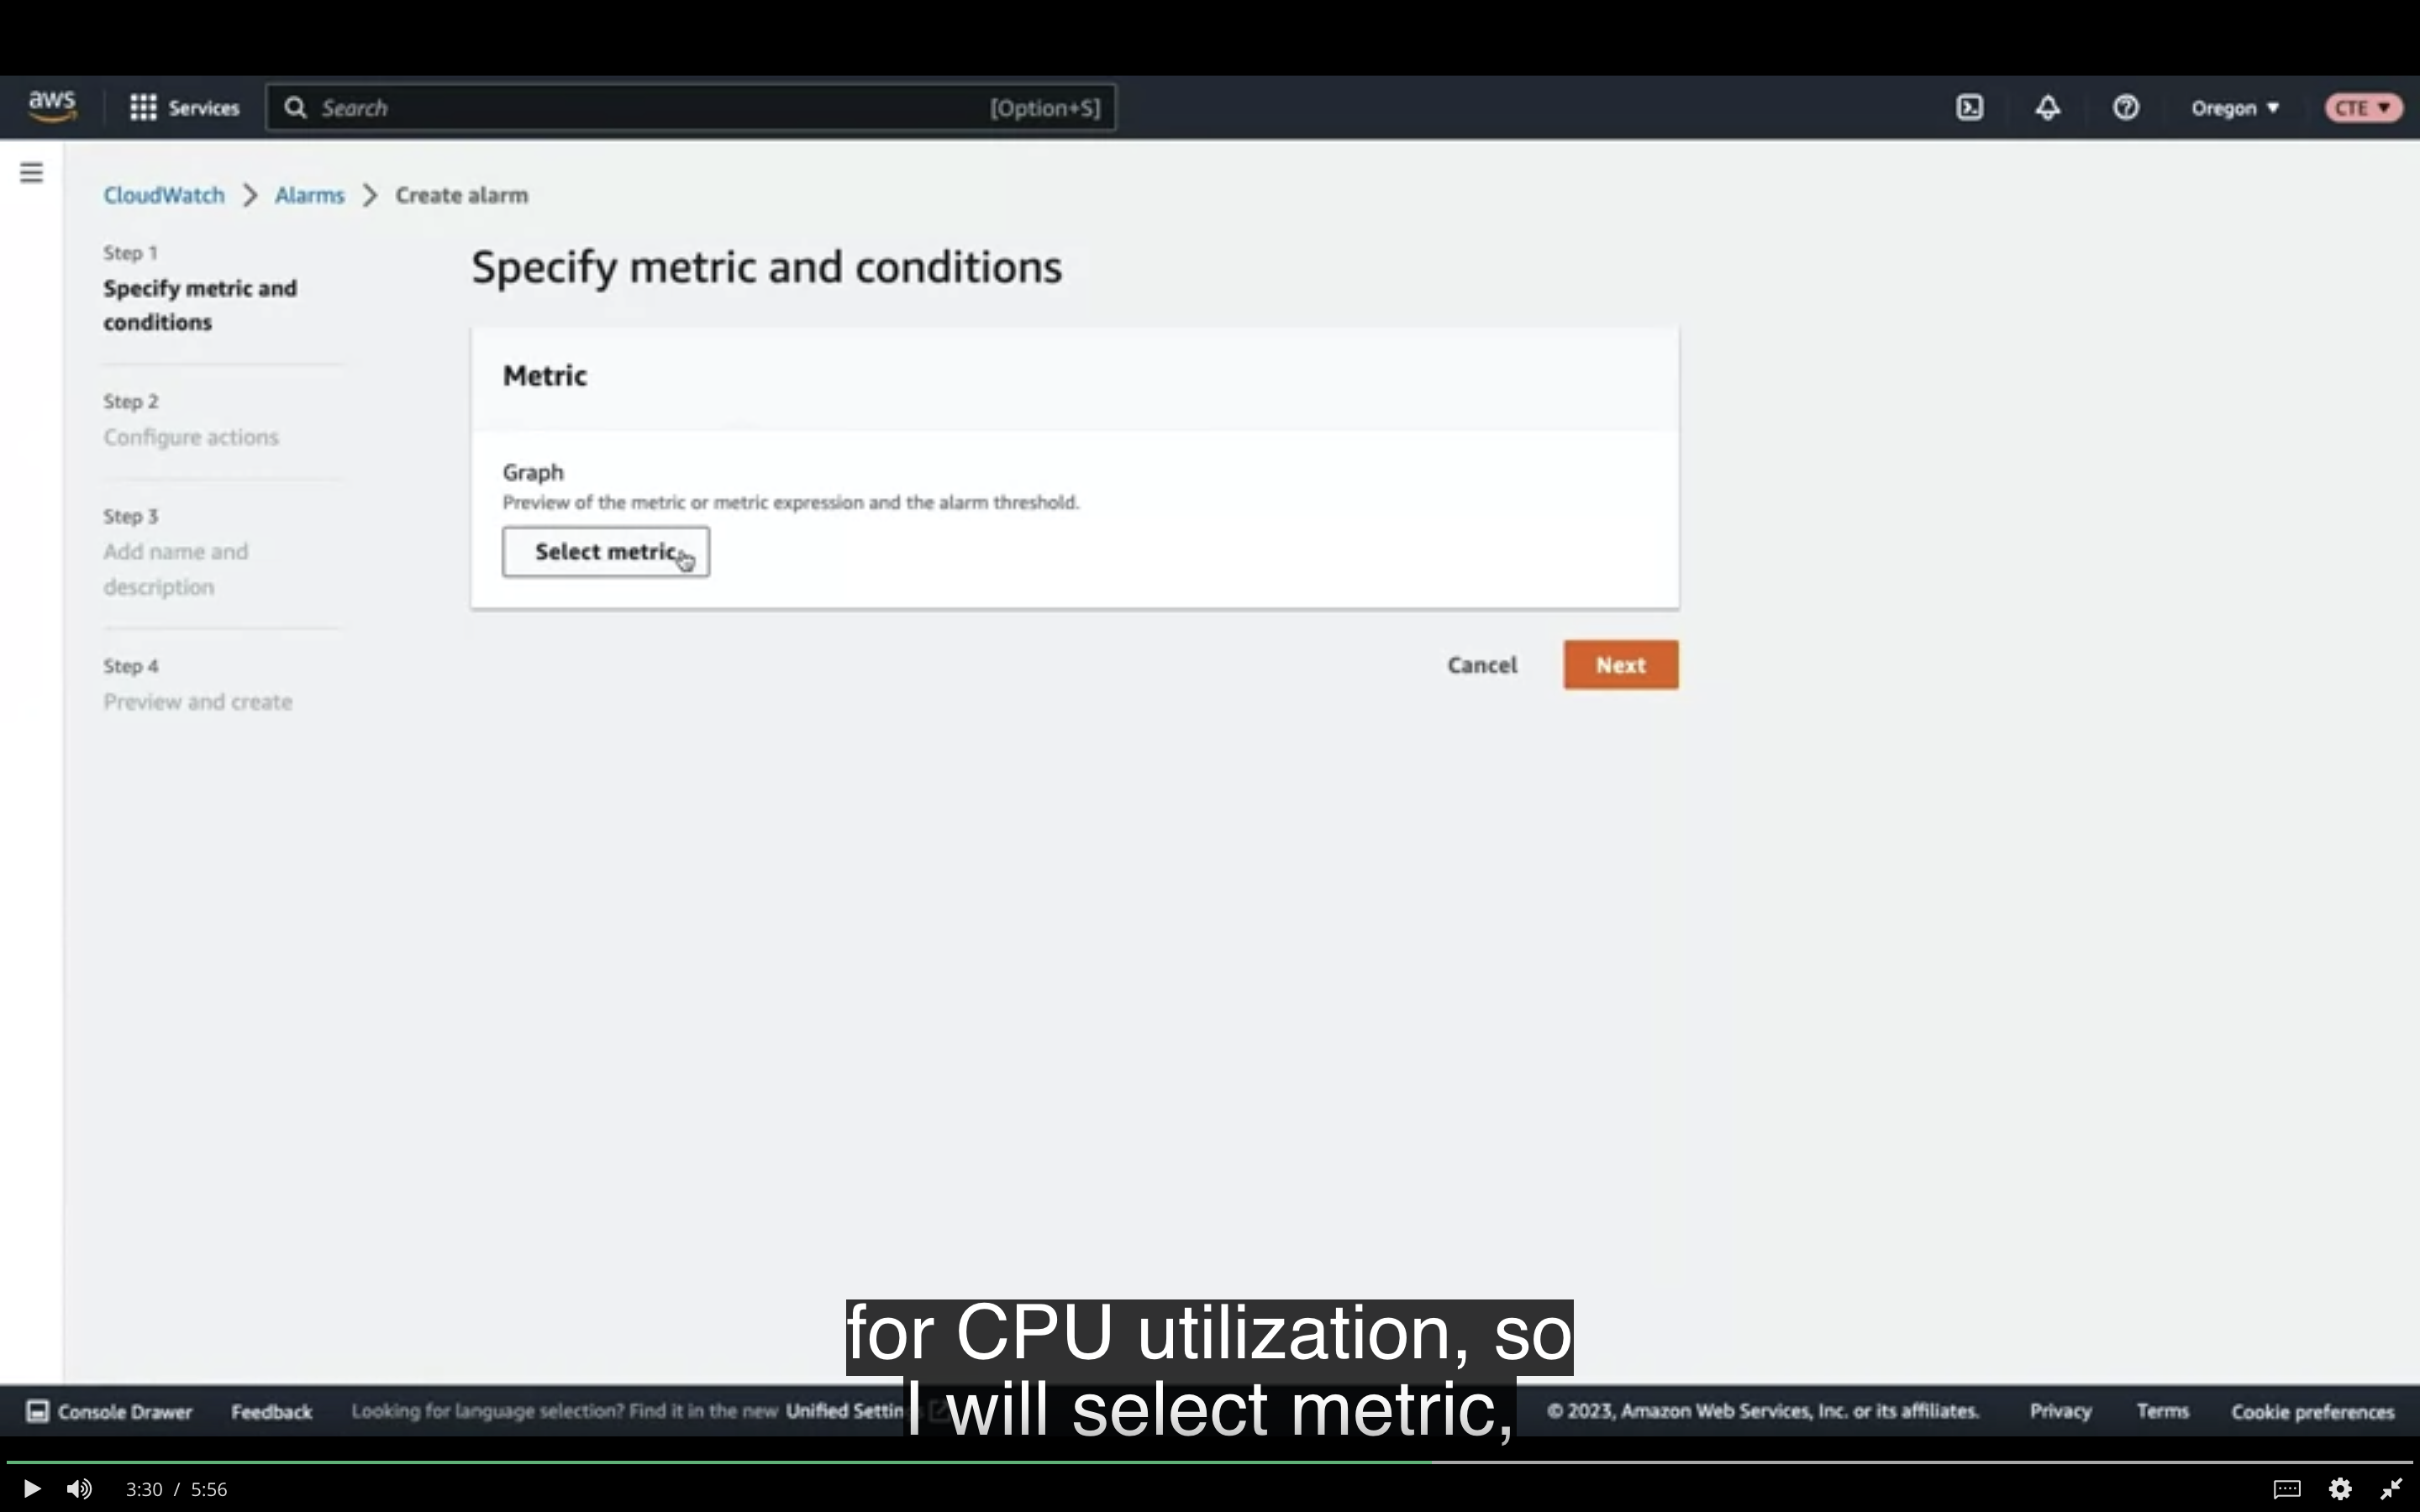 aws
Services
Search
[Option+S]
Oregon
CTE
CloudWatch
Alarms
Create alarm
Step 1
Specify metric and
conditions
Step 2
Configure actions
Step 3
Add name and
description
Step 4
Preview and create
Specify metric and conditions
Metric
Graph
Preview of the metric or metric expression and the alarm threshold.
Select metric
Cancel
Next
for CPU utilization, so
I will select metric,
Console Drawer
Feedback
Looking for language selection? Find it in the new Unified
© 2023, Amazon Web Services, Inc. or its affiliates.
Privacy
Terms
Cookie preferences
3:30 / 5:56